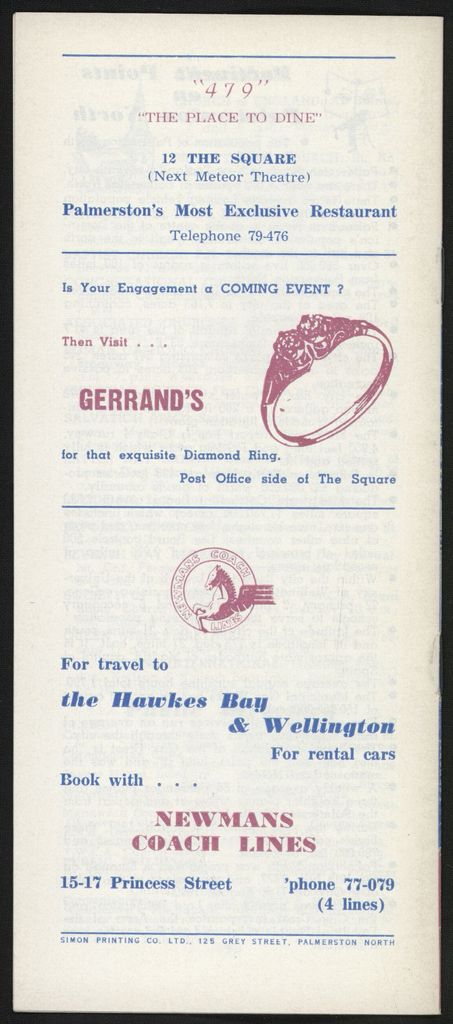 "479"
"THE PLACE TO DINE"
12 THE SQUARE
(Next Meteor Theatre)
Palmerston's Most Exclusive Restaurant
Telephone 79-476
Is Your Engagement a COMING EVENT ?
Then Visit . . .
GERRAND'S
for that exquisite Diamond Ring.
Post Office side of The Square
NEWMANS COACH LINES
For travel to
the Hawkes Bay
& Wellington
For rental cars
Book with . . .
NEWMANS
COACH LINES
15-17 Princess Street 'phone 77-079
(4 lines)
SIMON PRINTING CO. LTD., 125 GREY STREET, PALMERSTON NORTH